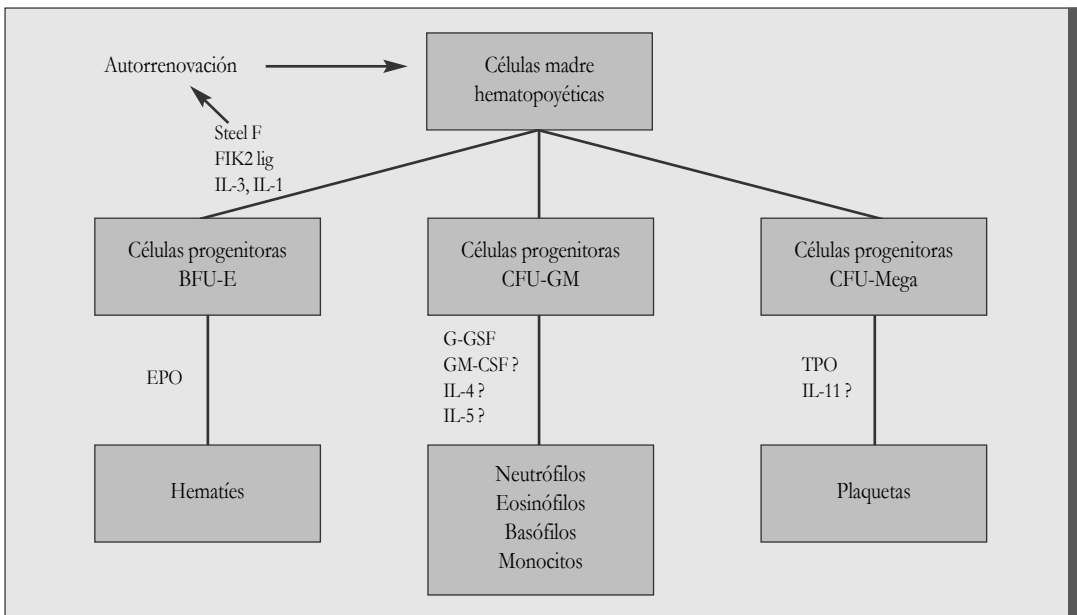 Autorrenovación
Células madre
hematopoyéticas
Steel F
FIK2 lig
IL-3, IL-1
Células progenitoras
BFU-E
Células progenitoras
CFU-GM
Células progenitoras
CFU-Mega
EPO
G-GSF
GM-CSF ?
IL-4 ?
IL-5 ?
TPO
IL-11 ?
Hematíes
Neutrófilos
Eosinófilos
Basófilos
Monocitos
Plaquetas